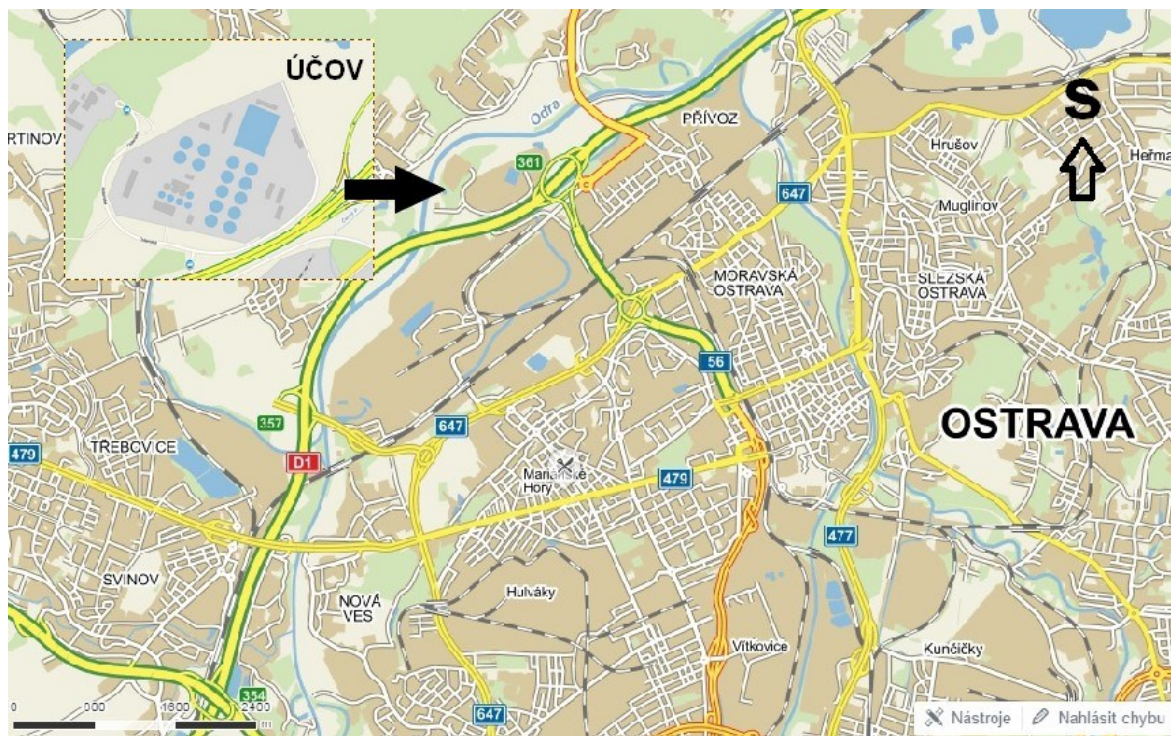 ÚČOV
Odra
PŘÍVOZ
S
RTINOV
361
Hrušov
Heřma
647
Muglinov
MORAVSKÁ
OSTRAVA
SLEZSKÁ
OSTRAVA
56
357
647
OSTRAVA
TŘEBOVICE
479
D1
Mariánské
Hory
479
477
SVINOV
Hulváky
NOVÁ
VES
Vítkovice
Kunčičky
354
0
1600
2400
m
647
Nástroje
Nahlásit chybu